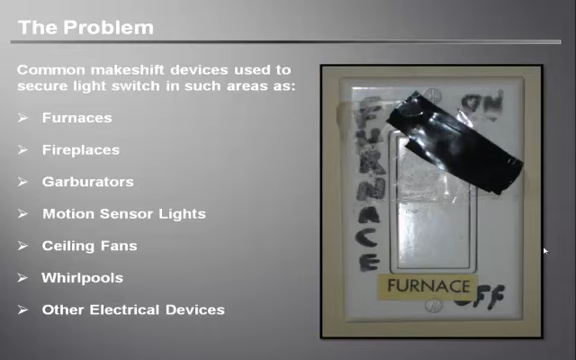 The Problem
Common makeshift devices used to
secure light switch in such areas as:
Furnaces
Fireplaces
Garburators
Motion Sensor Lights
Ceiling Fans
Whirlpools
Other Electrical Devices
FURNACE
ON
FURNACE
OFF